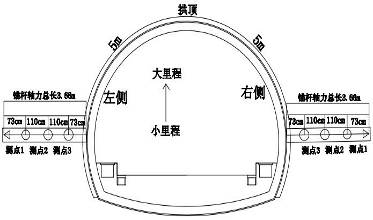 拱顶
5m
5m
大里程
左侧
右侧
锚杆轴力总长3.66m
锚杆轴力总长3.66m
73cm 110cm 110cm 73cm
73cm 110cm 110cm 73cm
小里程
测点1 测点2 测点3
测点3 测点2 测点1